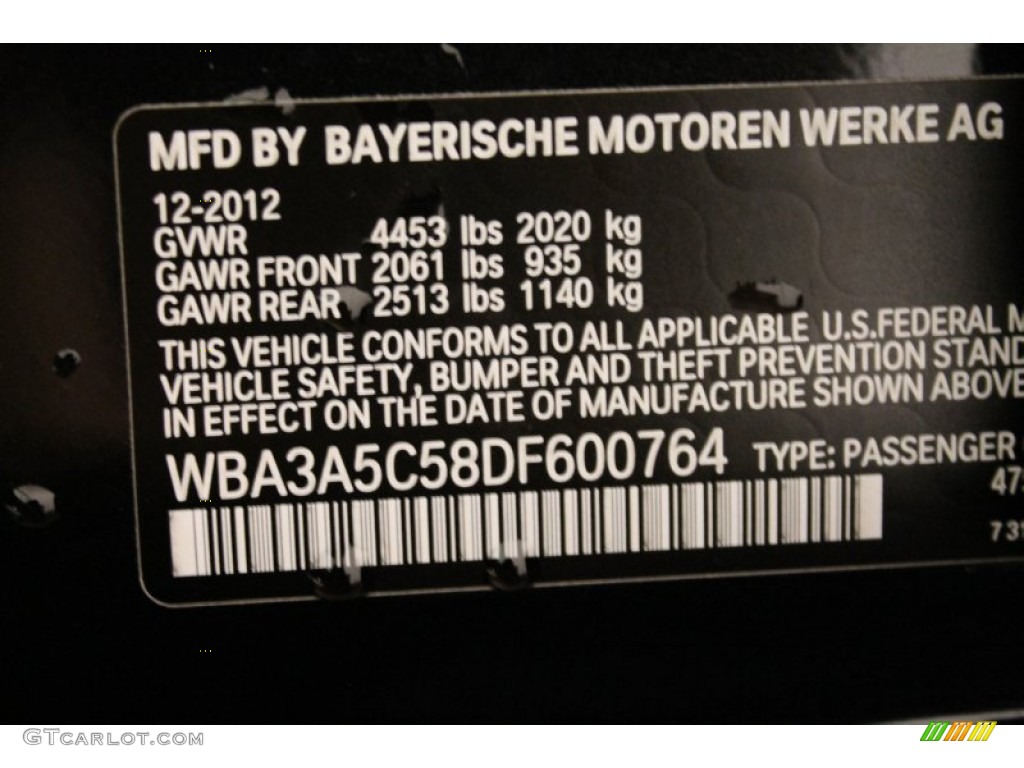 MFD BY BAYERISCHE MOTOREN WERKE AG
12-2012
GVWR 4453 lbs 2020 kg
GAWR FRONT 2061 lbs 935 kg
GAWR REAR 2513 lbs 1140 kg
THIS VEHICLE CONFORMS TO ALL APPLICABLE U.S.FEDERAL M
VEHICLE SAFETY, BUMPER AND THEFT PREVENTION STAND
IN EFFECT ON THE DATE OF MANUFACTURE SHOWN ABOVE
WBA3A5C58DF600764 TYPE: PASSENGER
GTCARLOT.COM